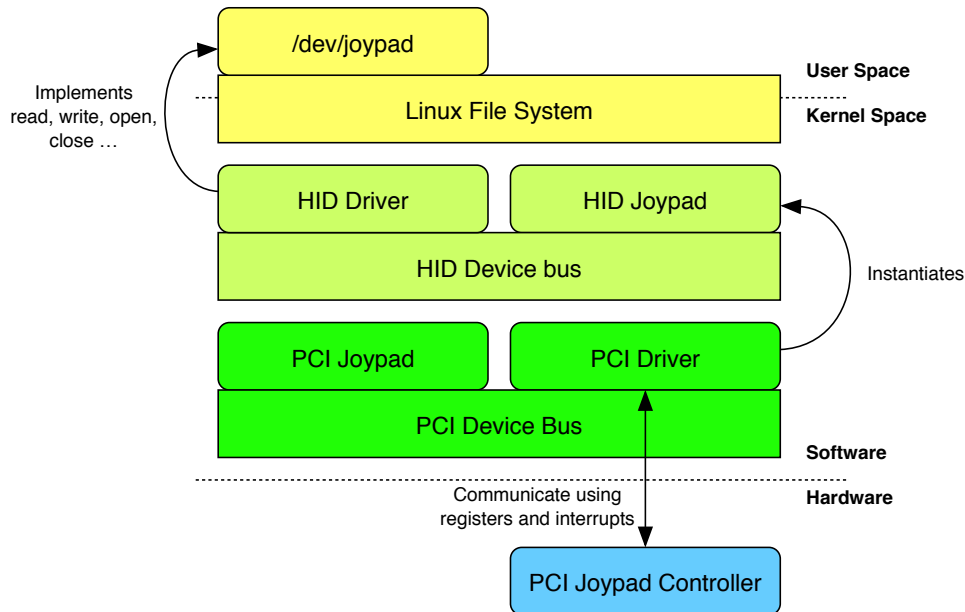 /dev/joypad
User Space
Implements
read, write, open,
close …
Linux File System
Kernel Space
HID Driver
HID Joypad
HID Device bus
Instantiates
PCI Joypad
PCI Driver
PCI Device Bus
Software
Communicate using
registers and interrupts
Hardware
PCI Joypad Controller